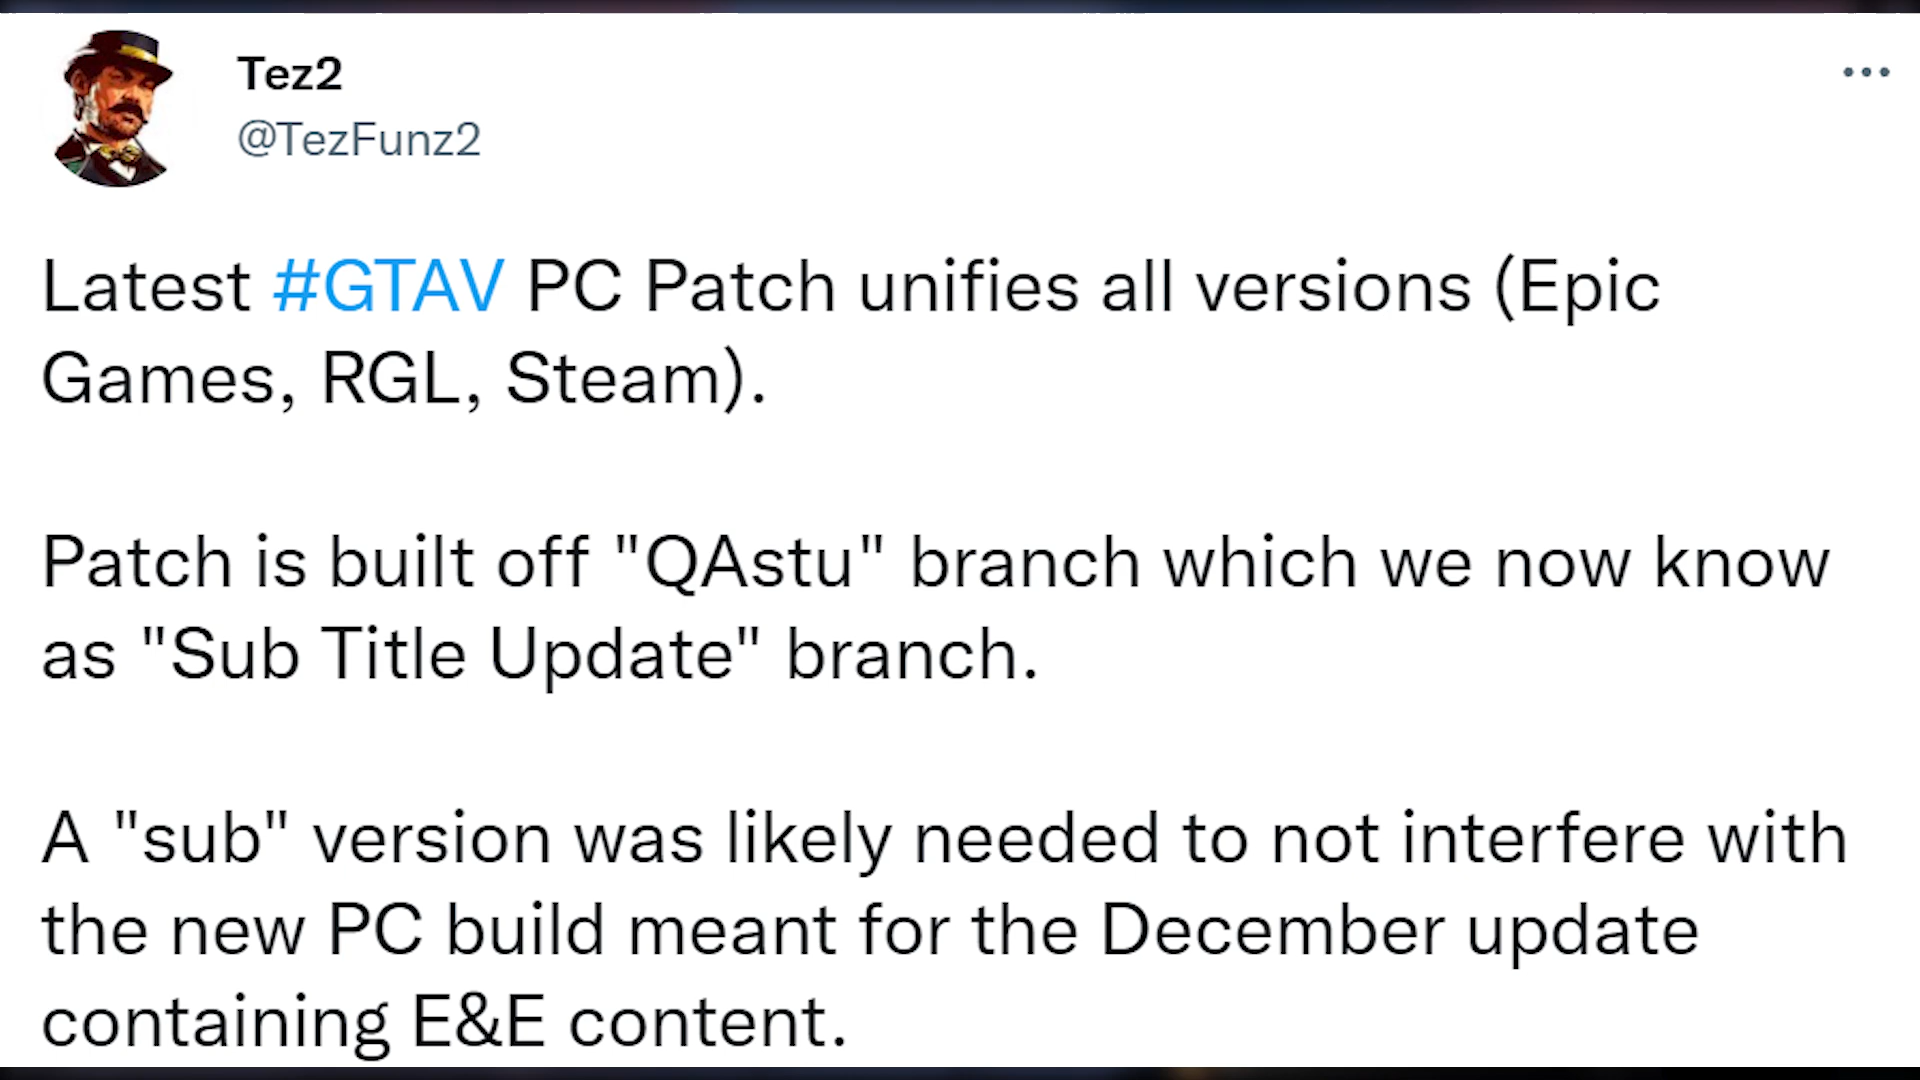 Tez2
@TezFunz2
Latest #GTAV PC Patch unifies all versions (Epic
Games, RGL, Steam).
Patch is built off "QAstu" branch which we now know
as "Sub Title Update" branch.
A "sub" version was likely needed to not interfere with
the new PC build meant for the December update
containing E&E content.